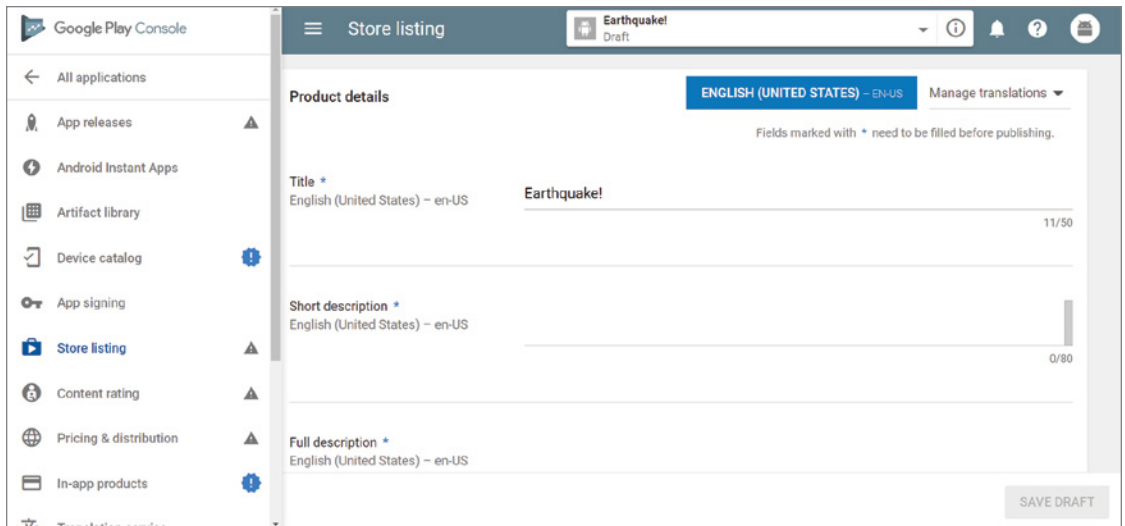 Google Play Console
Store listing
Earthquake!
Draft
All applications
App releases
Android Instant Apps
Artifact library
Device catalog
App signing
Store listing
Content rating
Pricing & distribution
In-app products
Product details
ENGLISH (UNITED STATES) – EN-US
Manage translations
Fields marked with * need to be filled before publishing.
Title *
English (United States) – en-US
Earthquake!
11/50
Short description *
English (United States) – en-US
0/80
Full description *
English (United States) – en-US
SAVE DRAFT